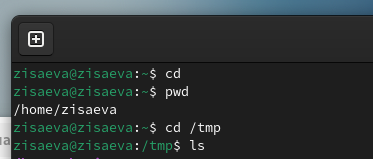 zisaeva@zisaeva:~$ cd
zisaeva@zisaeva:~$ pwd
/home/zisaeva
zisaeva@zisaeva:~$ cd /tmp
zisaeva@zisaeva:/tmp$ ls